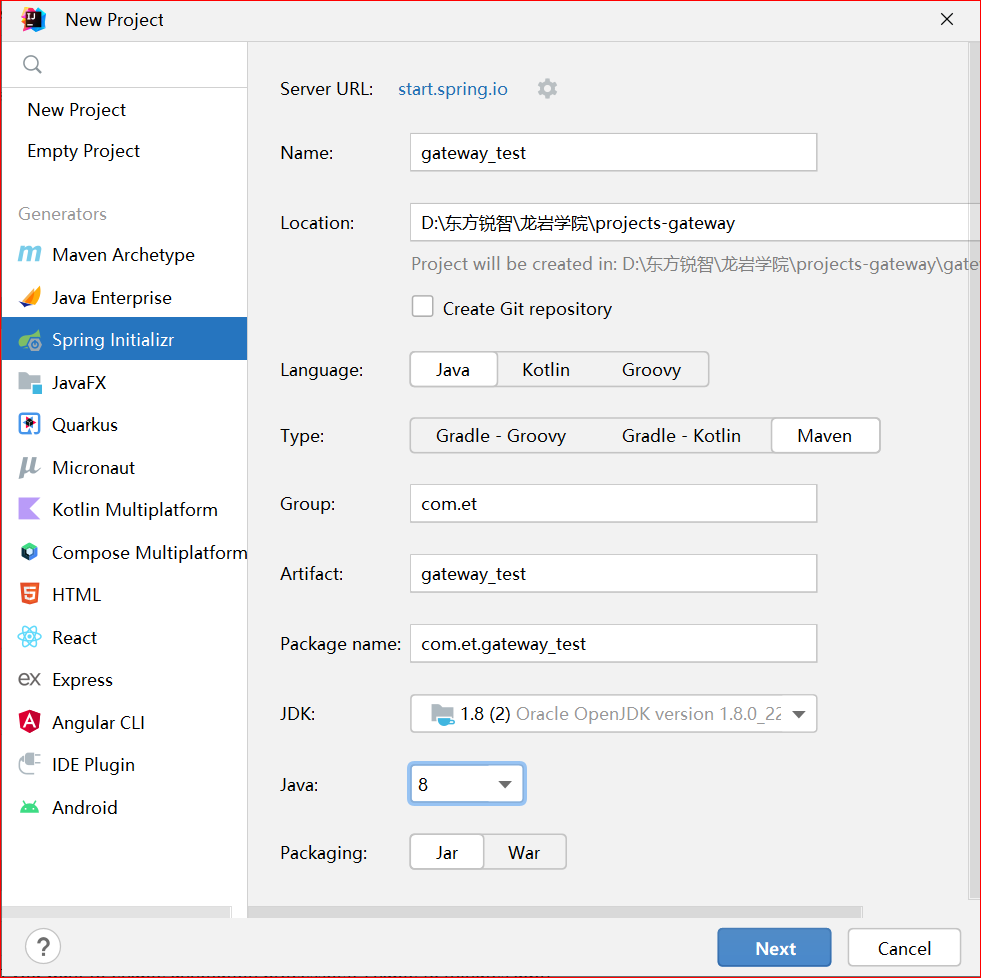 New Project
New Project
Empty Project
Generators
Maven Archetype
Java Enterprise
Spring Initializr
JavaFX
Quarkus
Micronaut
Kotlin Multiplatform
Compose Multiplatform
HTML
React
ex Express
Angular CLI
IDE Plugin
Android
Server URL: start.spring.io
Name: gateway_test
Location: D:\东方锐智\龙岩学院\projects-gateway
Project will be created in: D:\东方锐智\龙岩学院\projects-gateway\gate
Create Git repository
Language: Java Kotlin Groovy
Type: Gradle - Groovy Gradle - Kotlin Maven
Group: com.et
Artifact: gateway_test
Package name: com.et.gateway_test
JDK: 1.8 (2) Oracle OpenJDK version 1.8.0_22
Java: 8
Packaging: Jar War
? Next Cancel